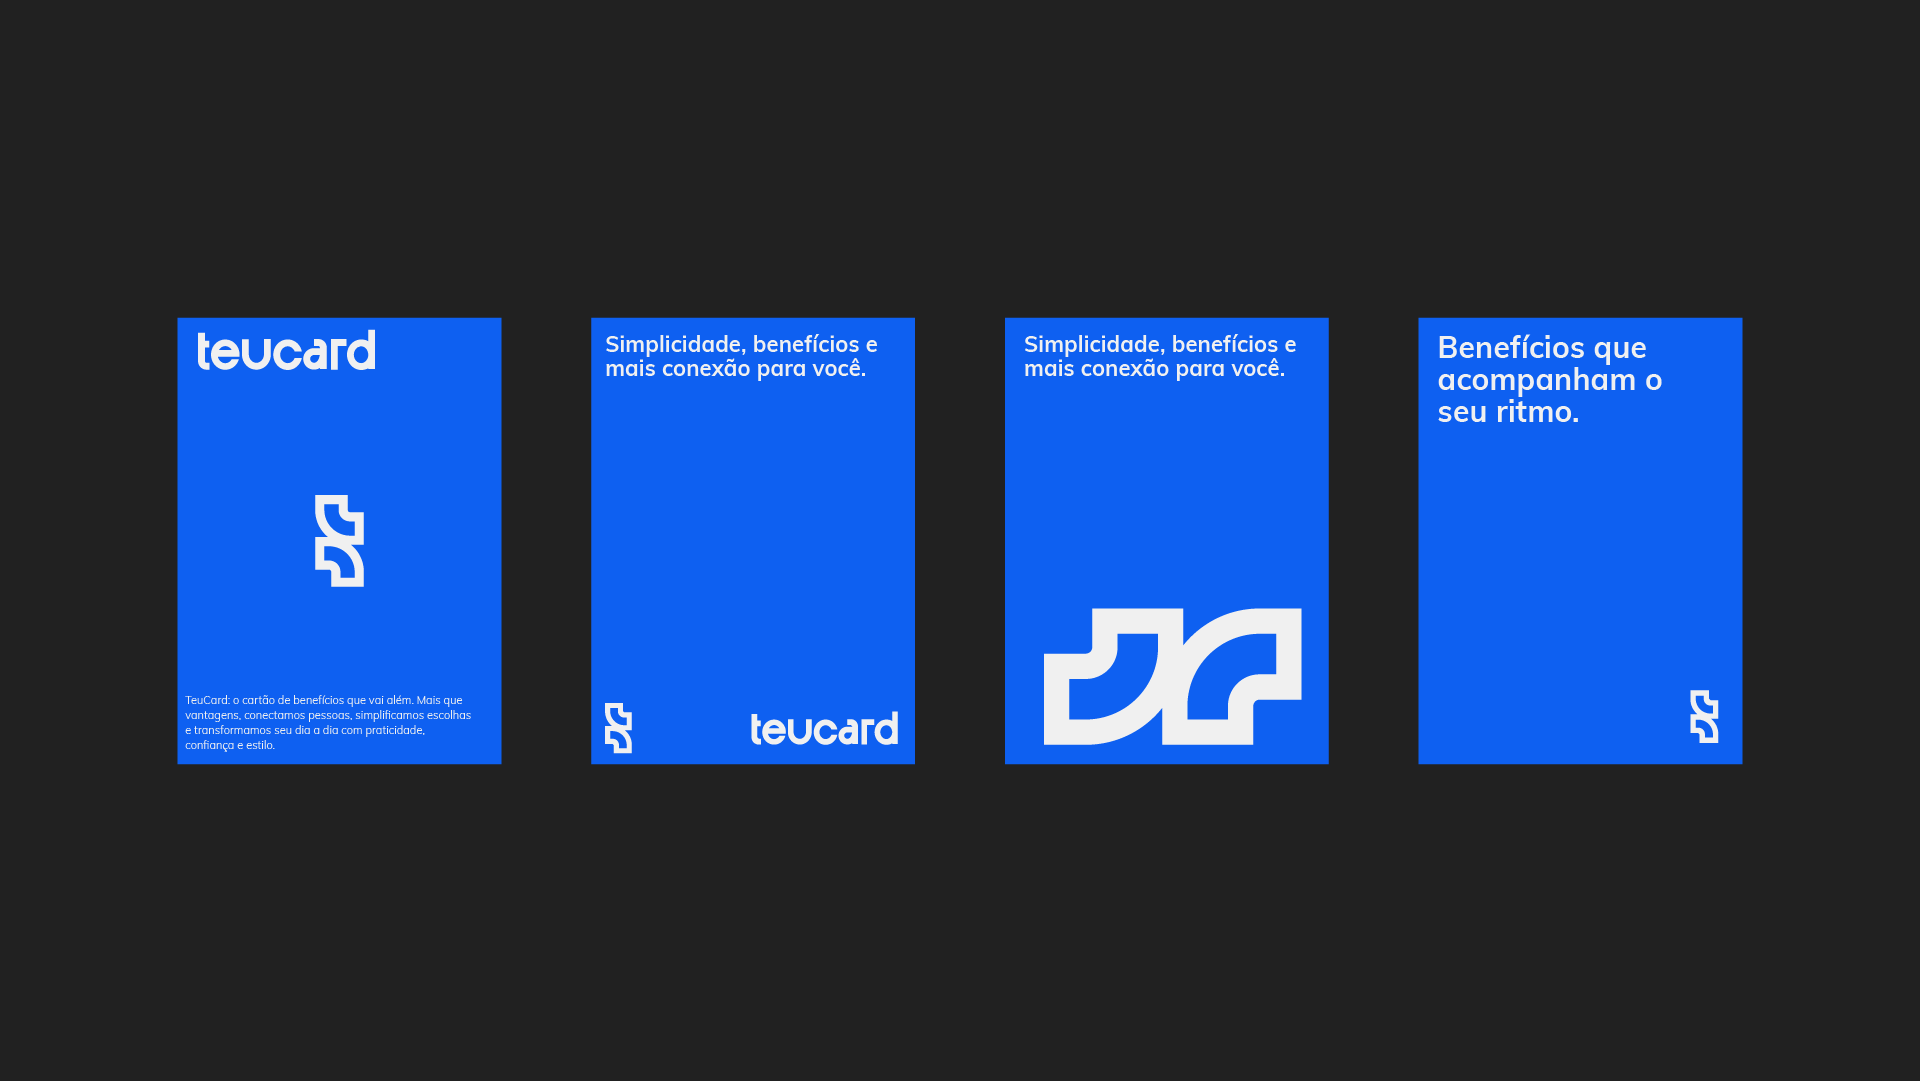 teucard
TeuCard: o cartão de benefícios que vai além. Mais que
vantagens, conectamos pessoas, simplificamos escolhas
e transformamos seu dia a dia com praticidade,
confiança e estilo.
Simplicidade, benefícios e
mais conexão para você.
teucard
Simplicidade, benefícios e
mais conexão para você.
Benefícios que
acompanham o
seu ritmo.